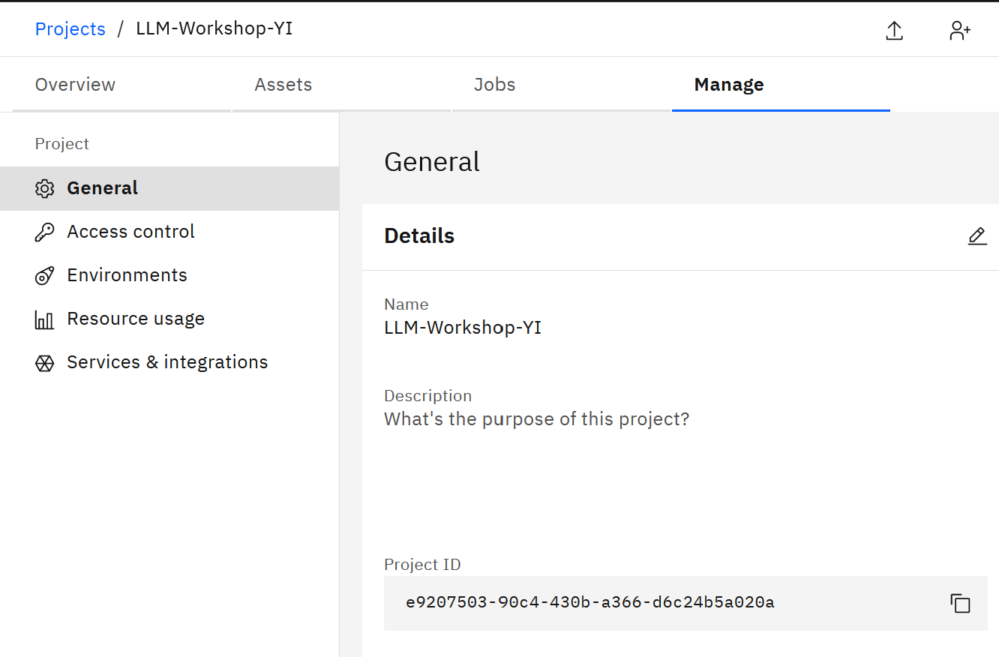 Projects / LLM-Workshop-YI
Overview Assets Jobs Manage
Project
General
Access control
Environments
Resource usage
Services & integrations
General
Details
Name
LLM-Workshop-YI
Description
What's the purpose of this project?
Project ID
e9207503-90c4-430b-a366-d6c24b5a020a